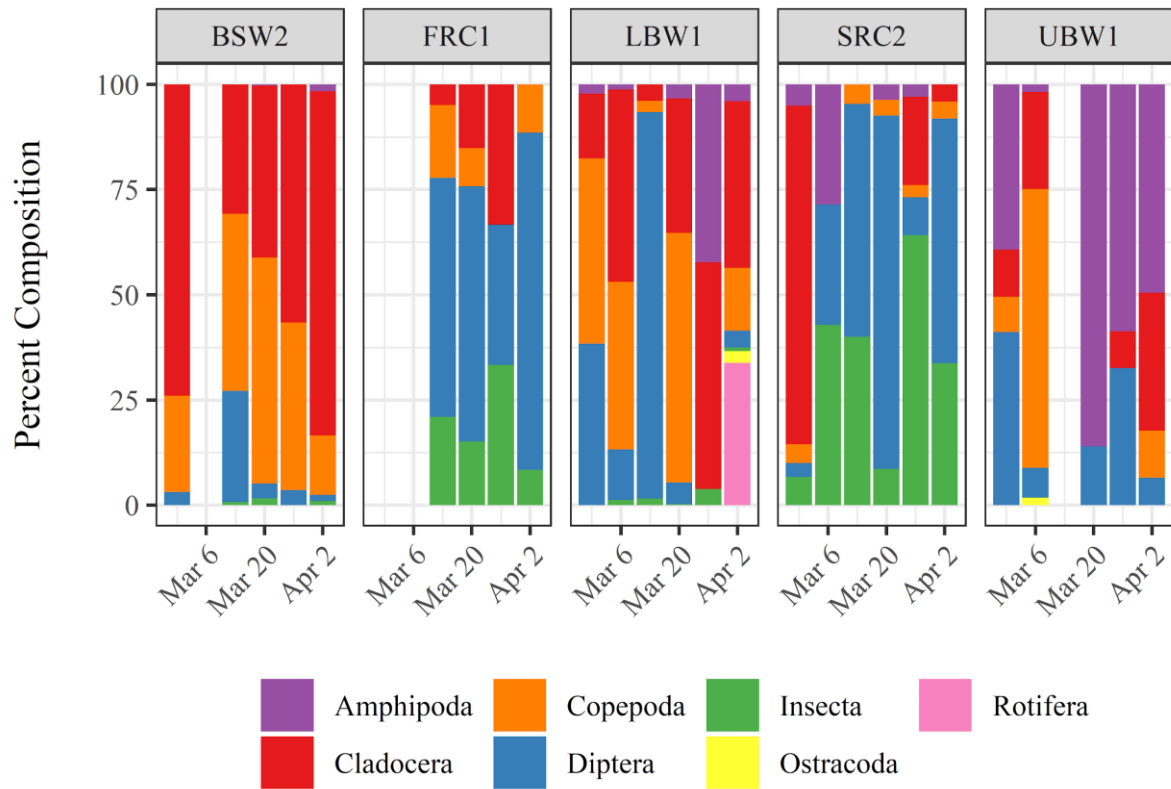 BSW2 FRC1 LBW1 SRC2 UBW1
Percent Composition
100
75
50
25
0
Mar 6 Mar 20 Apr 2 Mar 6 Mar 20 Apr 2 Mar 6 Mar 20 Apr 2 Mar 6 Mar 20 Apr 2 Mar 6 Mar 20 Apr 2
Amphipoda Copepoda Insecta Rotifera
Cladocera Diptera Ostracoda